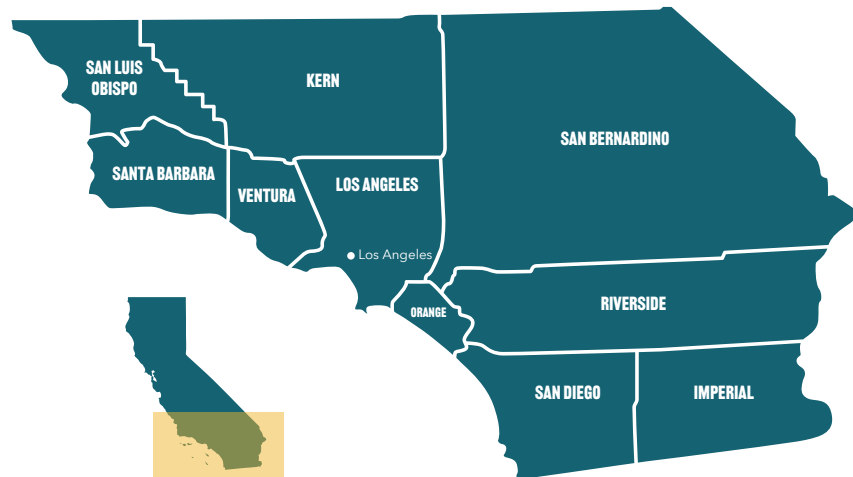 SAN LUIS
OBISPO
KERN
SAN BERNARDINO
SANTA BARBARA
VENTURA
LOS ANGELES
Los Angeles
ORANGE
RIVERSIDE
SAN DIEGO
IMPERIAL